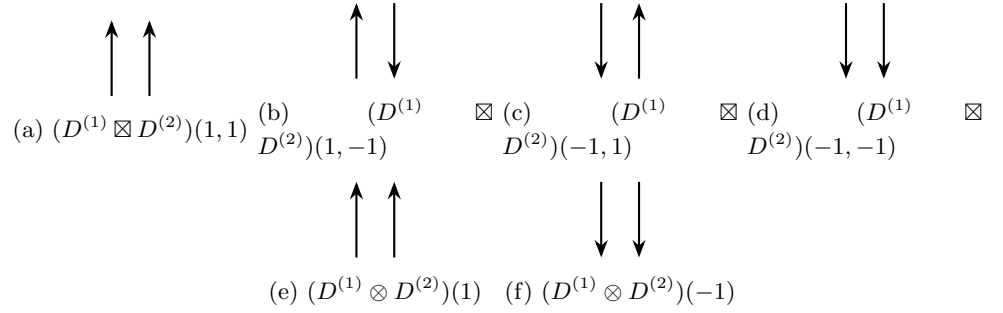 (a) (D^{(1)} ⊠ D^{(2)})(1, 1)
(b) (D^{(1)} ⊠
D^{(2)})(1, −1)
(c) (D^{(1)} ⊠
D^{(2)})(−1, 1)
(d) (D^{(1)} ⊠
D^{(2)})(−1, −1)
(e) (D^{(1)} ⊗ D^{(2)})(1)
(f) (D^{(1)} ⊗ D^{(2)})(−1)